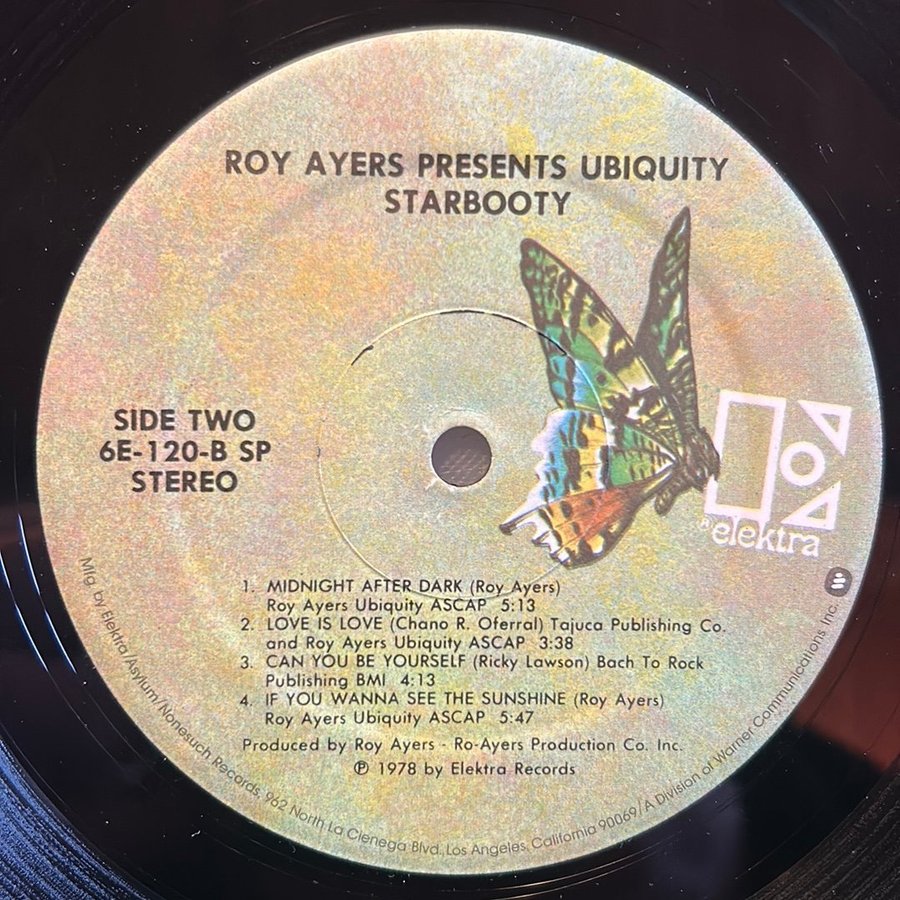 ROY AYERS PRESENTS UBIQUITY
STARBOOTY
SIDE TWO
6E-120-B SP
STEREO
® elektra
1. MIDNIGHT AFTER DARK (Roy Ayers)
Roy Ayers Ubiquity ASCAP 5:13
2. LOVE IS LOVE (Chano R. Oferral) Tajuca Publishing Co.
and Roy Ayers Ubiquity ASCAP 3:38
3. CAN YOU BE YOURSELF (Ricky Lawson) Bach To Rock
Publishing BMI 4:13
4. IF YOU WANNA SEE THE SUNSHINE (Roy Ayers)
Roy Ayers Ubiquity ASCAP 5:47
Produced by Roy Ayers - Ro-Ayers Production Co. Inc.
℗ 1978 by Elektra Records
Mfg. by Elektra/Asylum/Nonesuch Records, 962 North La Cienega Blvd., Los Angeles, California 90069/A Division of Warner Communications Inc.